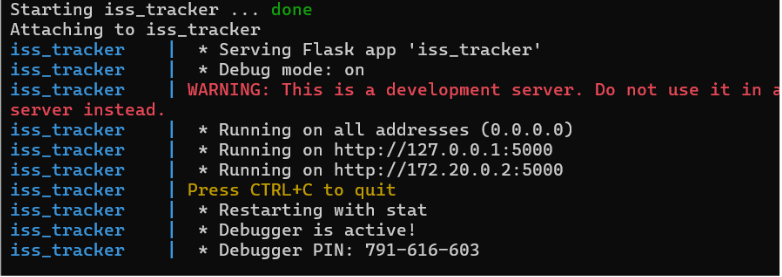 Starting iss_tracker ... done
Attaching to iss_tracker
iss_tracker | * Serving Flask app 'iss_tracker'
iss_tracker | * Debug mode: on
iss_tracker | WARNING: This is a development server. Do not use it in a
server instead.
iss_tracker | * Running on all addresses (0.0.0.0)
iss_tracker | * Running on http://127.0.0.1:5000
iss_tracker | * Running on http://172.20.0.2:5000
iss_tracker | Press CTRL+C to quit
iss_tracker | * Restarting with stat
iss_tracker | * Debugger is active!
iss_tracker | * Debugger PIN: 791-616-603